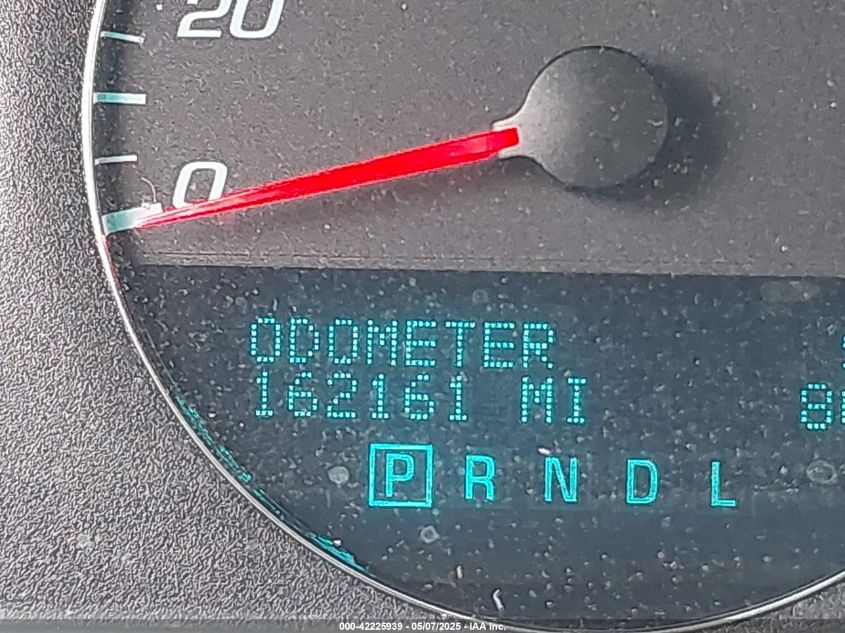 20
0
ODOMETER
162161 MI
P R N D L
000-42225939 - 05/07/2025 - IAA Inc.